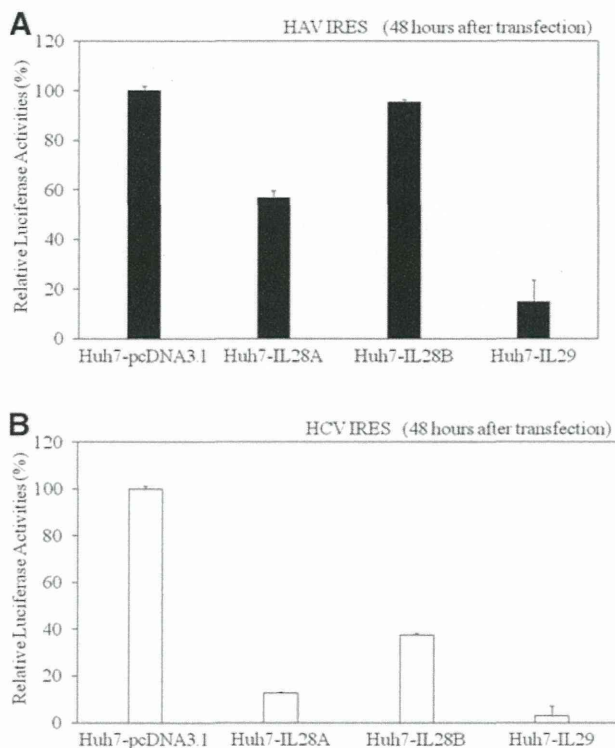 A
HAV IRES (48 hours after transfection)
Relative Luciferase Activities (%)
120
100
80
60
40
20
0
Huh7-pcDNA3.1 Huh7-IL28A Huh7-IL28B Huh7-IL29
B
HCV IRES (48 hours after transfection)
Relative Luciferase Activities (%)
120
100
80
60
40
20
0
Huh7-pcDNA3.1 Huh7-IL28A Huh7-IL28B Huh7-IL29